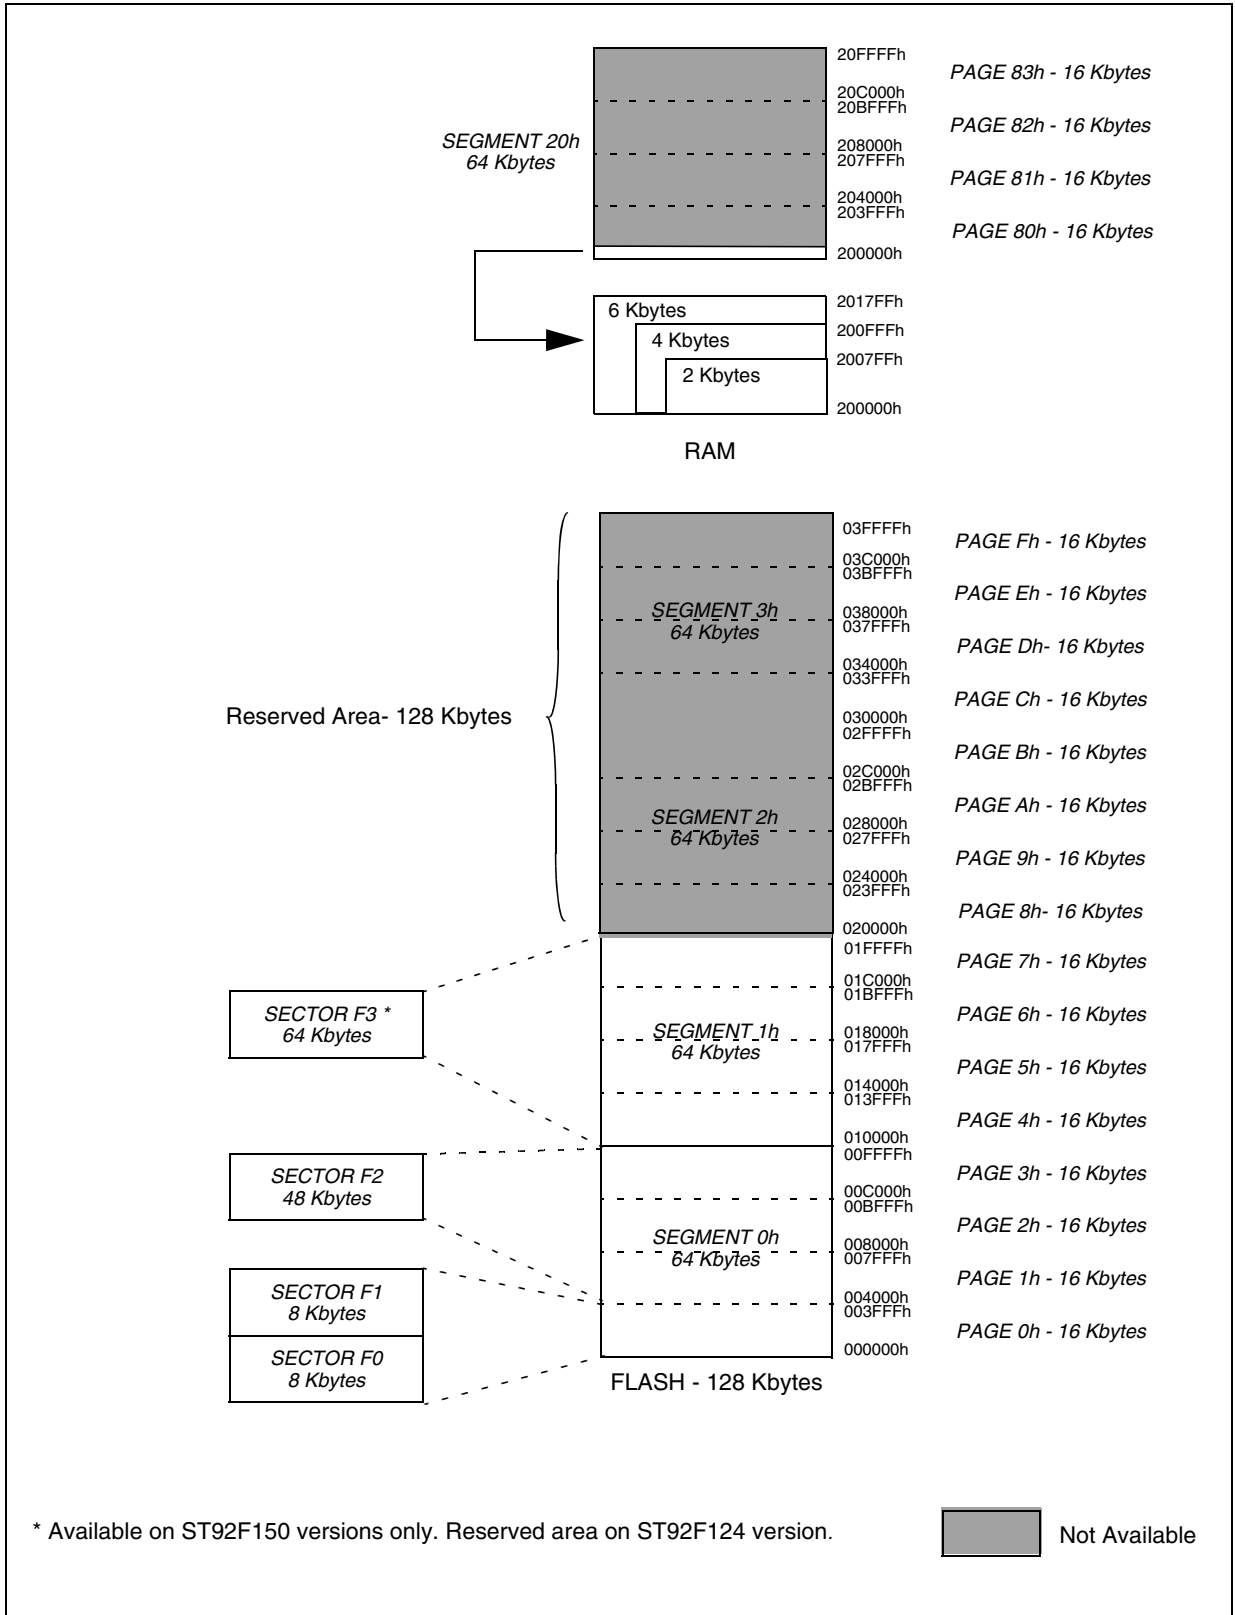 20FFFFh
PAGE 83h - 16 Kbytes
20C000h
20BFFFh
PAGE 82h - 16 Kbytes
SEGMENT 20h
64 Kbytes
208000h
207FFFh
PAGE 81h - 16 Kbytes
204000h
203FFFh
PAGE 80h - 16 Kbytes
200000h
2017FFh
6 Kbytes
200FFFh
4 Kbytes
2007FFh
2 Kbytes
200000h
RAM
03FFFFh
PAGE Fh - 16 Kbytes
03C000h
03BFFFh
PAGE Eh - 16 Kbytes
SEGMENT 3h
64 Kbytes
038000h
037FFFh
PAGE Dh- 16 Kbytes
034000h
033FFFh
PAGE Ch - 16 Kbytes
Reserved Area- 128 Kbytes
030000h
02FFFFh
PAGE Bh - 16 Kbytes
02C000h
02BFFFh
PAGE Ah - 16 Kbytes
SEGMENT 2h
64 Kbytes
028000h
027FFFh
PAGE 9h - 16 Kbytes
024000h
023FFFh
PAGE 8h- 16 Kbytes
020000h
01FFFFh
PAGE 7h - 16 Kbytes
01C000h
01BFFFh
SECTOR F3 *
64 Kbytes
PAGE 6h - 16 Kbytes
SEGMENT 1h
64 Kbytes
018000h
017FFFh
PAGE 5h - 16 Kbytes
014000h
013FFFh
PAGE 4h - 16 Kbytes
010000h
00FFFFh
SECTOR F2
48 Kbytes
PAGE 3h - 16 Kbytes
00C000h
00BFFFh
PAGE 2h - 16 Kbytes
SEGMENT 0h
64 Kbytes
008000h
007FFFh
PAGE 1h - 16 Kbytes
SECTOR F1
8 Kbytes
004000h
003FFFh
PAGE 0h - 16 Kbytes
000000h
SECTOR F0
8 Kbytes
FLASH - 128 Kbytes
* Available on ST92F150 versions only. Reserved area on ST92F124 version.
Not Available